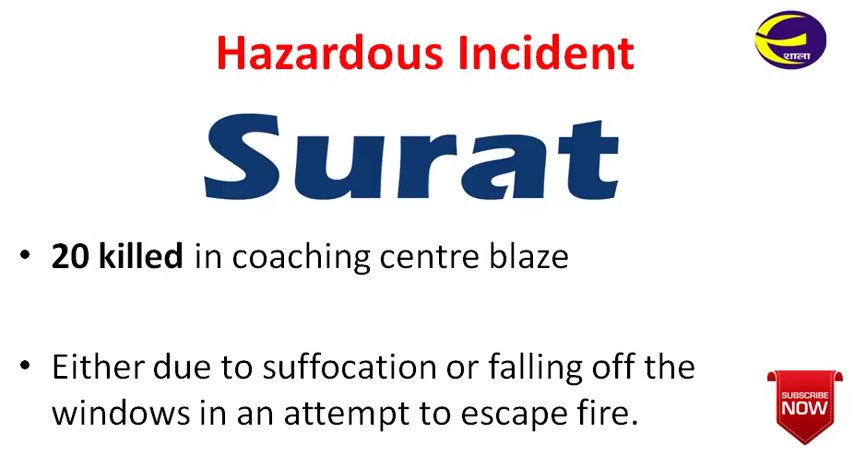 Hazardous Incident
शाला
Surat
• 20 killed in coaching centre blaze
• Either due to suffocation or falling off the
windows in an attempt to escape fire.
SUBSCRIBE
NOW